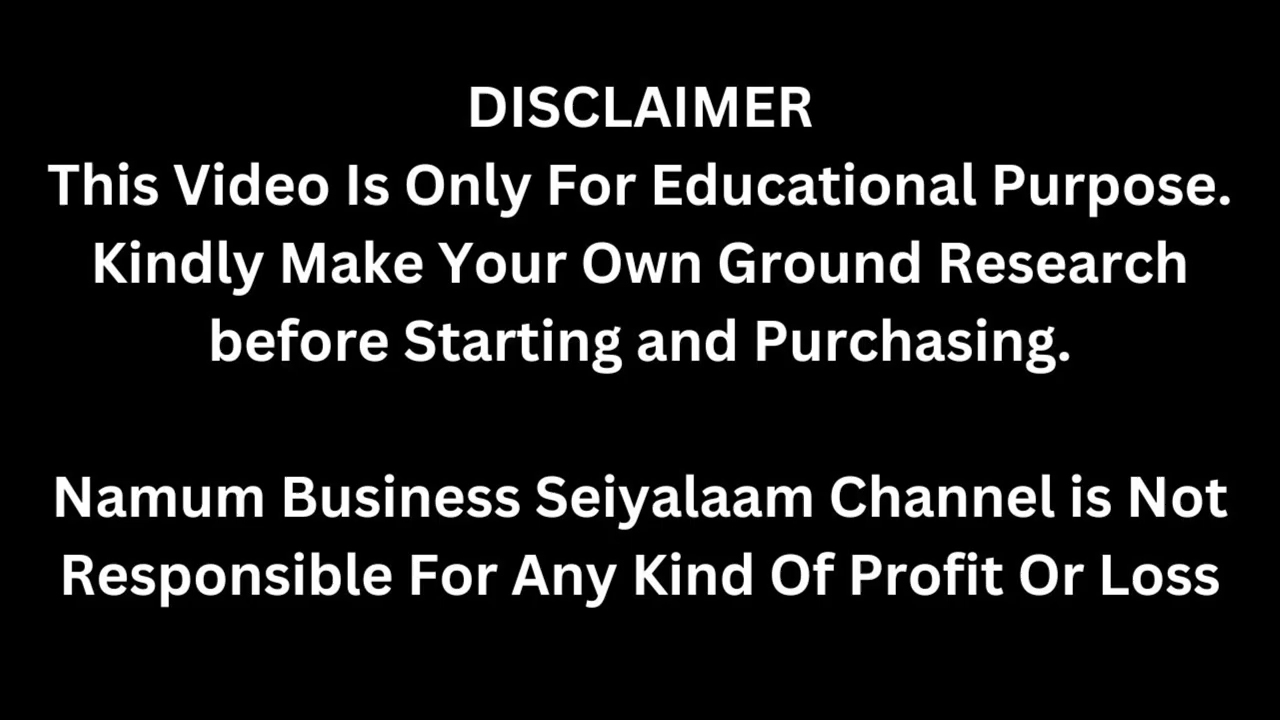 DISCLAIMER
This Video Is Only For Educational Purpose.
Kindly Make Your Own Ground Research
before Starting and Purchasing.
Namum Business Seiyalaam Channel is Not
Responsible For Any Kind Of Profit Or Loss